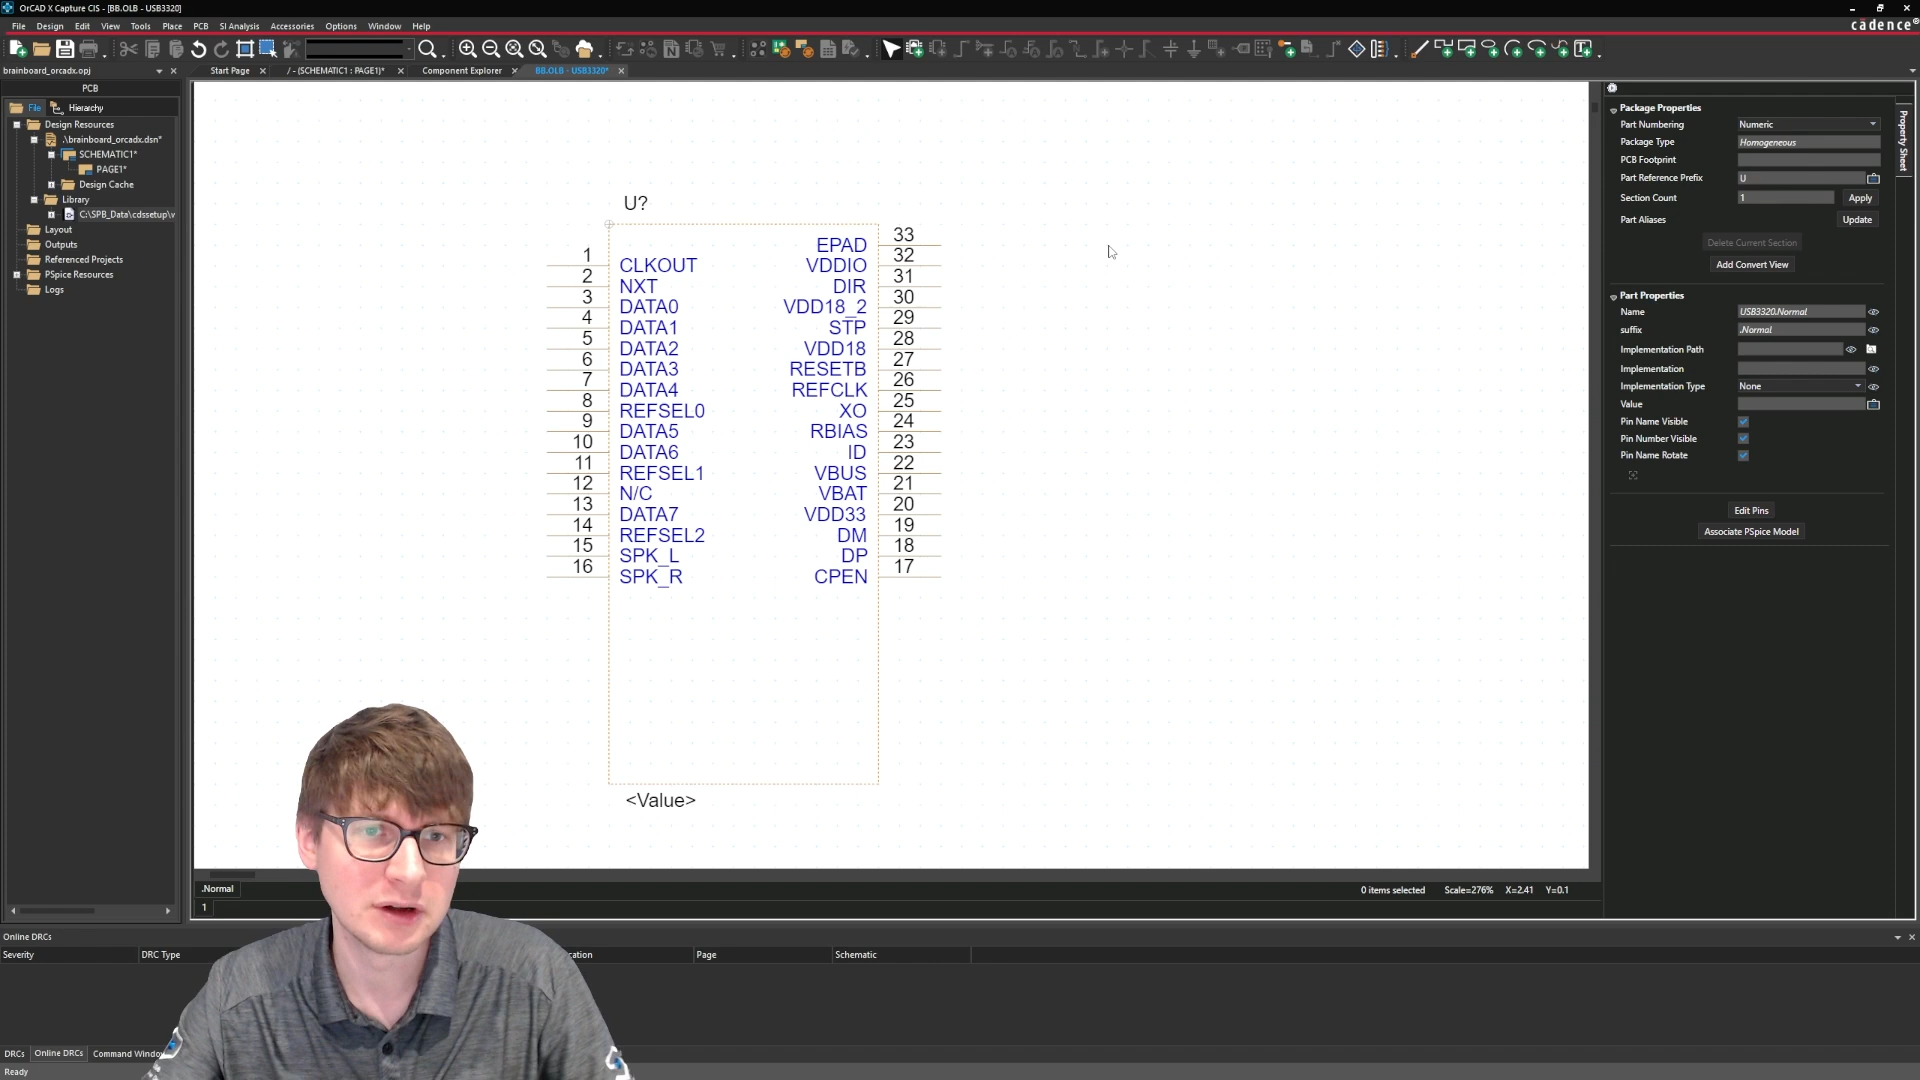 OrCAD X Capture CIS - [BB.OLB - USB3320]
File Design Edit View Tools Place PCB SI Analysis Accessories Options Window Help
cādence
brainboard_orcadx.opj
Start Page
/ - (SCHEMATIC1 : PAGE1)*
Component Explorer
BB.OLB - USB3320*
PCB
File Hierarchy
Design Resources
.\brainboard_orcadx.dsn*
SCHEMATIC1*
PAGE1*
Design Cache
Library
C:\SPB_Data\cdssetup\w
Layout
Outputs
Referenced Projects
PSpice Resources
Logs
U?
1 CLKOUT
2 NXT
3 DATA0
4 DATA1
5 DATA2
6 DATA3
7 DATA4
8 REFSEL0
9 DATA5
10 DATA6
11 REFSEL1
12 N/C
13 DATA7
14 REFSEL2
15 SPK_L
16 SPK_R
EPAD 33
VDDIO 32
DIR 31
VDD18_2 30
STP 29
VDD18 28
RESETB 27
REFCLK 26
XO 25
RBIAS 24
ID 23
VBUS 22
VBAT 21
VDD33 20
DM 19
DP 18
CPEN 17
<Value>
Package Properties
Part Numbering Numeric
Package Type Homogeneous
PCB Footprint
Part Reference Prefix U
Section Count 1 Apply
Part Aliases Update
Delete Current Section
Add Convert View
Part Properties
Name USB3320.Normal
suffix .Normal
Implementation Path
Implementation
Implementation Type None
Value
Pin Name Visible
Pin Number Visible
Pin Name Rotate
Edit Pins
Associate PSpice Model
Property Sheet
.Normal
1
0 items selected Scale=276% X=2.41 Y=0.1
Online DRCs
Severity DRC Type Page Schematic
DRCs Online DRCs Command Window
Ready